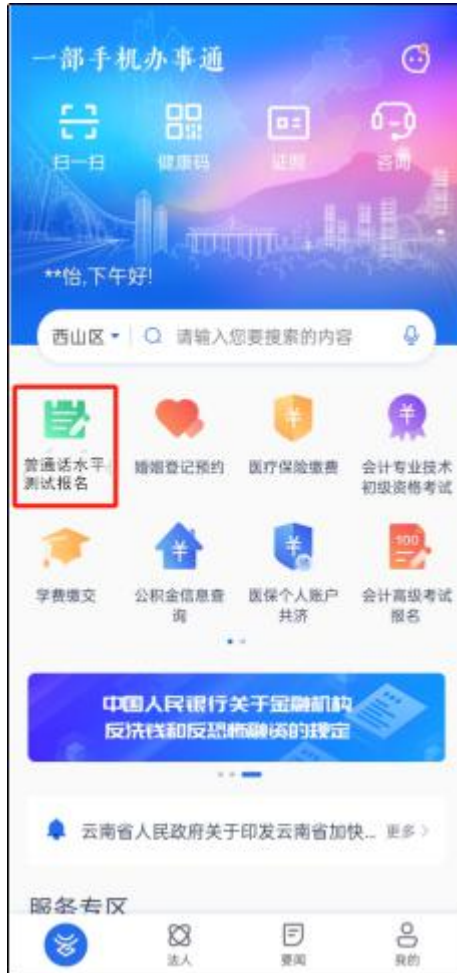 一部手机办事通
扫一扫
健康码
证照
咨询
**怡,下午好!
西山区
请输入您要搜索的内容
普通话水平
测试报名
婚姻登记预约
医疗保险缴费
会计专业技术
初级资格考试
学费缴交
公积金信息查
询
医保个人账户
共济
会计高级考试
报名
中国人民银行关于金融机构
反洗钱和反恐怖融资的规定
云南省人民政府关于印发云南省加快...
更多
服务专区
法人
要闻
我的